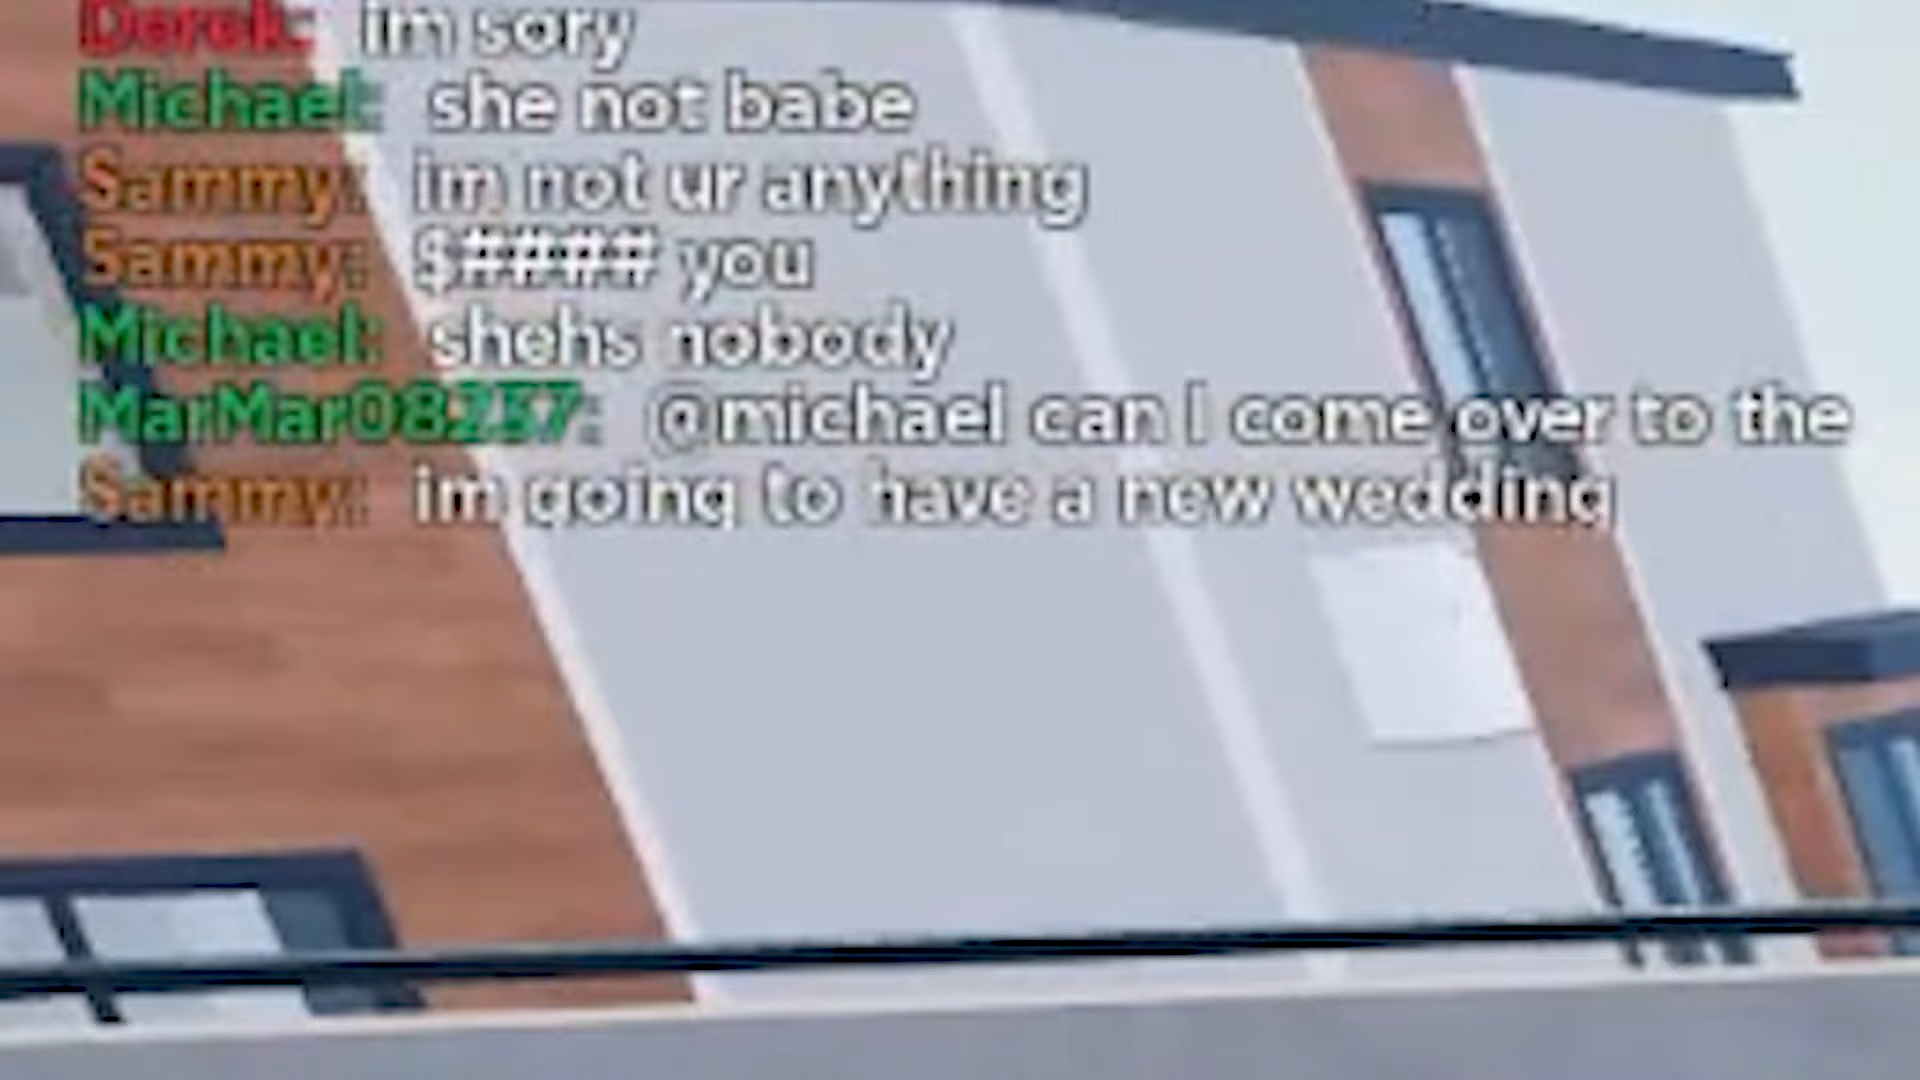 Derek: im sory
Michael: she not babe
Sammy: im not ur anything
Sammy: $#### you
Michael: shehs nobody
MarMar08237: @michael can I come over to the
Sammy: im going to have a new wedding